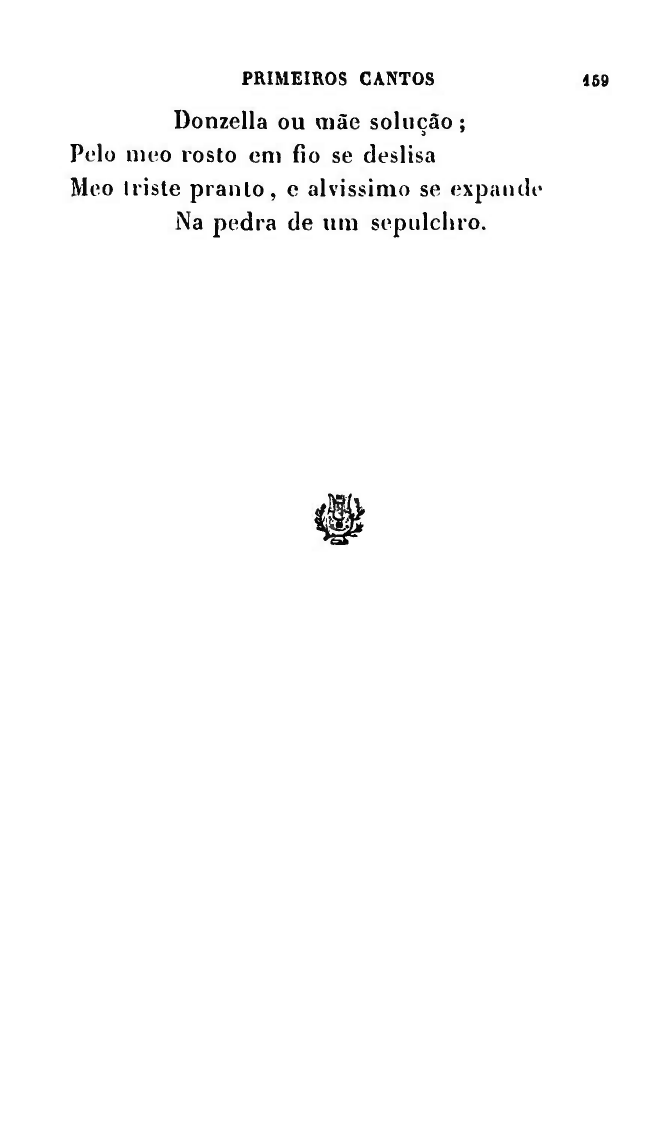 PRIMEIROS CANTOS 159
Donzella ou mãe solução ;
Pelo meo rosto em fio se deslisa
Meo triste pranto , e alvissimo se expande
Na pedra de um sepulchro.